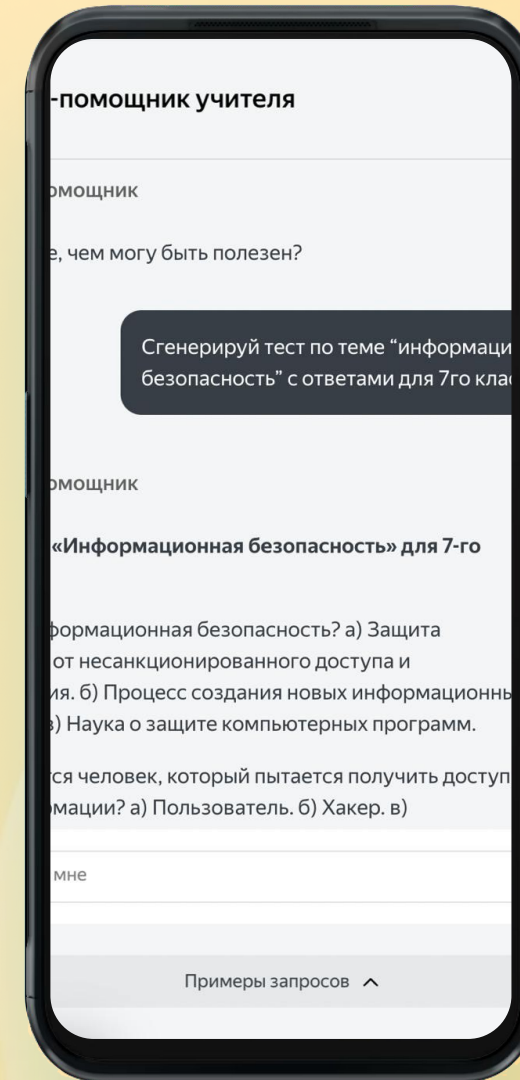 -помощник учителя
омощник
е, чем могу быть полезен?
Сгенерируй тест по теме “информаци
безопасность” с ответами для 7го клас
омощник
«Информационная безопасность» для 7-го
формационная безопасность? а) Защита
от несанкционированного доступа и
ия. б) Процесс создания новых информационны
в) Наука о защите компьютерных программ.
тся человек, который пытается получить доступ
мации? а) Пользователь. б) Хакер. в)
мне
Примеры запросов